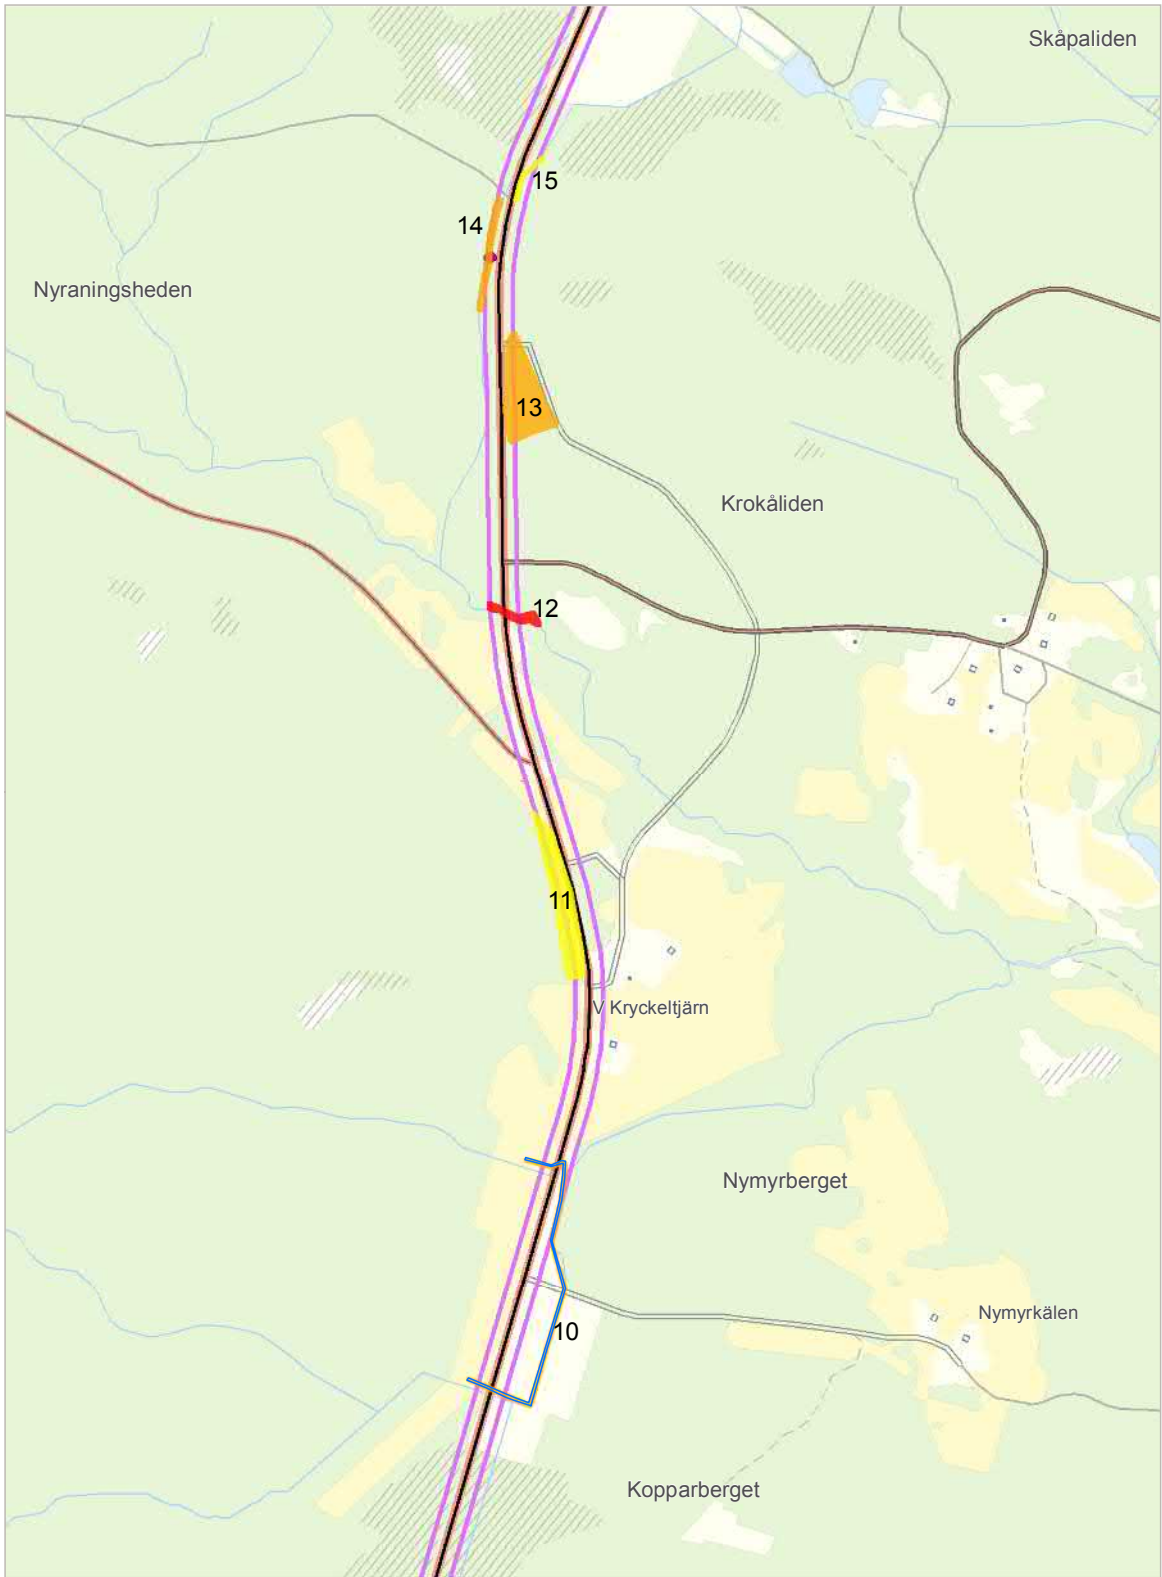 Skåpaliden
15
14
Nyraningsheden
13
Krokåliden
12
11
V Kryckeltjärn
Nymyrberget
Nymyrkälen
10
Kopparberget